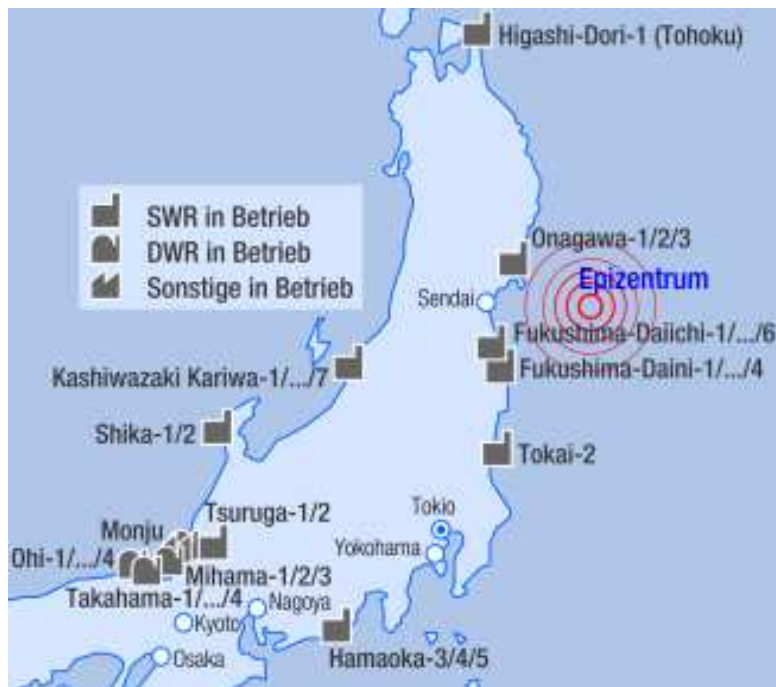 Higashi-Dori-1 (Tohoku)
SWR in Betrieb
DWR in Betrieb
Sonstige in Betrieb
Onagawa-1/2/3
Epizentrum
Sendai
Fukushima-Daiichi-1/.../6
Fukushima-Daini-1/.../4
Kashiwazaki Kariwa-1/.../7
Shika-1/2
Tokai-2
Tsuruga-1/2
Tokio
Monju
Yokohama
Ohi-1/.../4
Mihama-1/2/3
Takahama-1/.../4
Nagoya
Kyoto
Osaka
Hamaoka-3/4/5